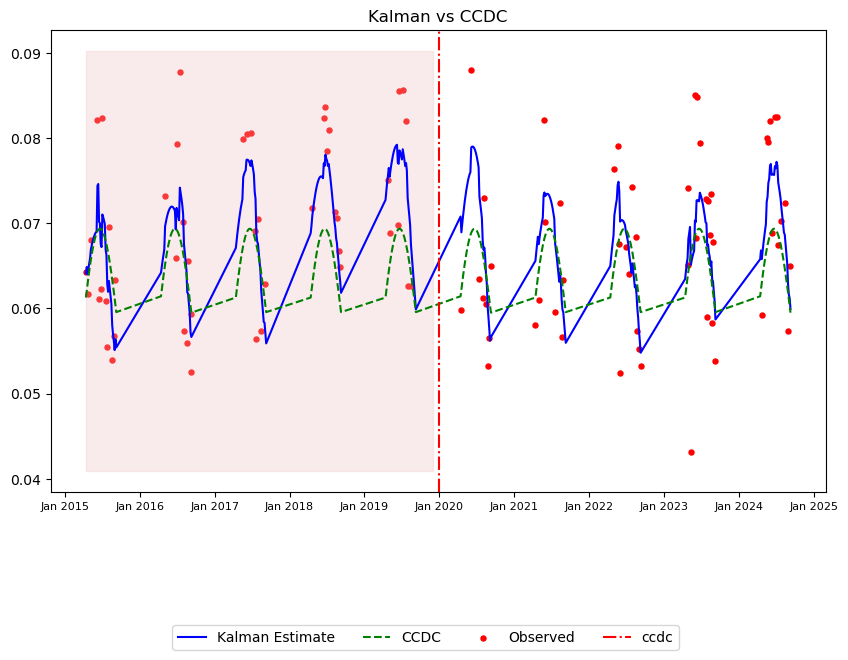 Kalman vs CCDC
0.09
0.08
0.07
0.06
0.05
0.04
Jan 2015 Jan 2016 Jan 2017 Jan 2018 Jan 2019 Jan 2020 Jan 2021 Jan 2022 Jan 2023 Jan 2024 Jan 2025
Kalman Estimate CCDC Observed ccdc